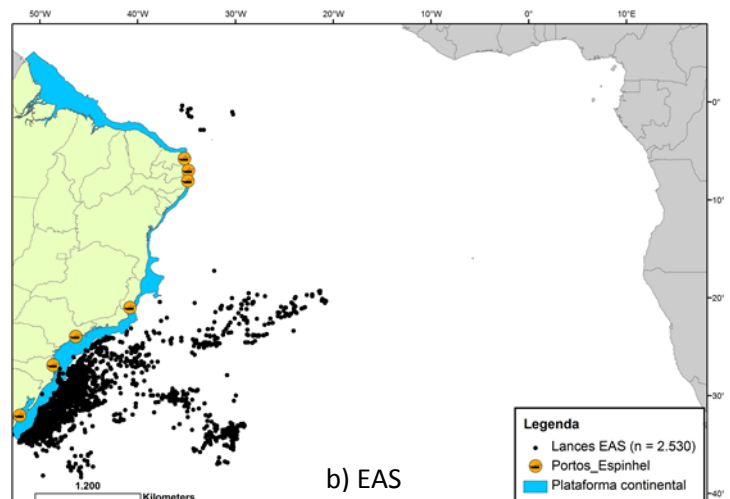 50°W
40°W
30°W
20°W
10°W
0°
10°E
0°
10°
20°
30°
40°
Legenda
Lances EAS (n = 2.530)
Portos_Espinhel
Plataforma continental
1.200
Kilometers
b) EAS